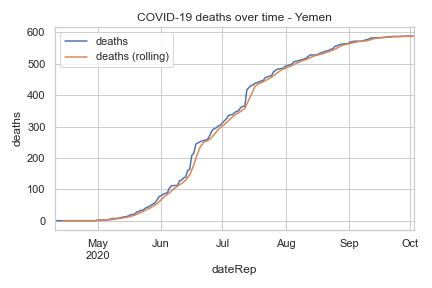 COVID-19 deaths over time - Yemen
deaths
deaths (rolling)
600
500
400
300
200
100
0
deaths
May Jun Jul Aug Sep Oct
2020
dateRep